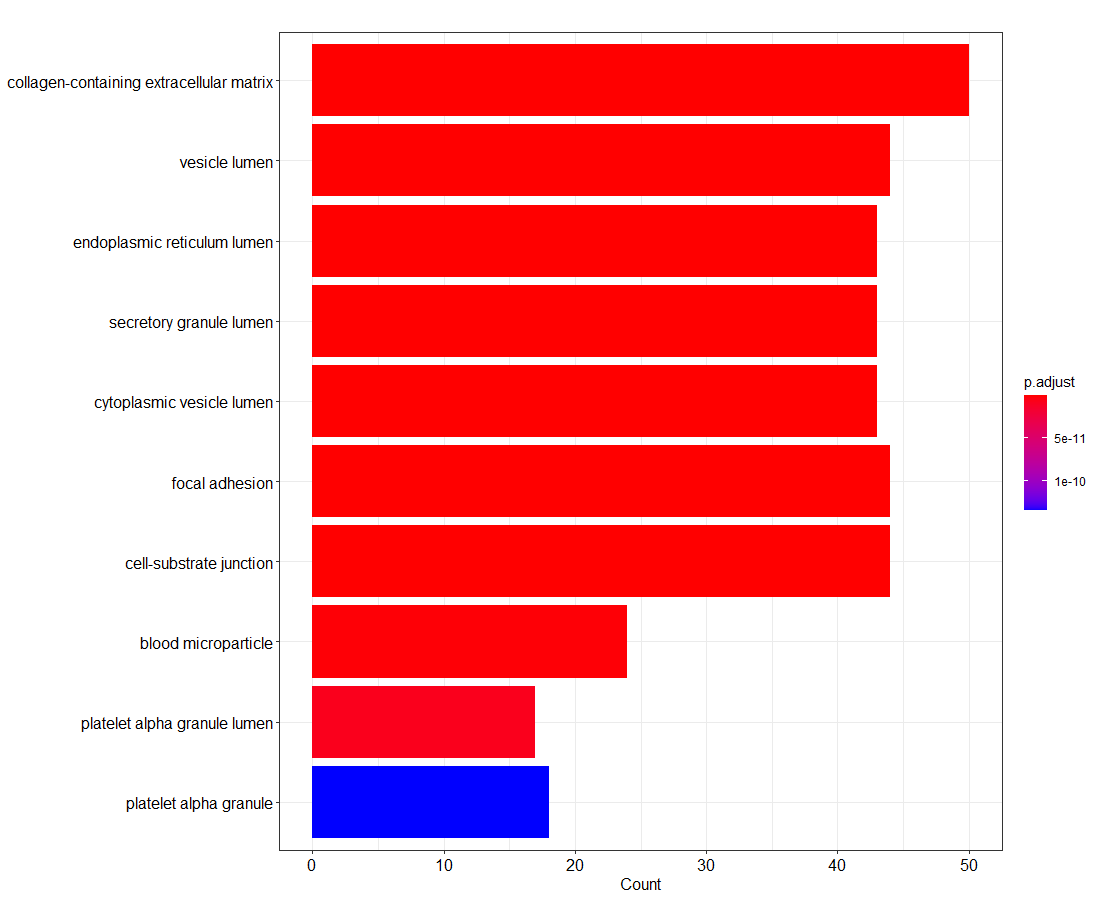 collagen-containing extracellular matrix
vesicle lumen
endoplasmic reticulum lumen
secretory granule lumen
cytoplasmic vesicle lumen
focal adhesion
cell-substrate junction
blood microparticle
platelet alpha granule lumen
platelet alpha granule
0 10 20 30 40 50
Count
p.adjust
5e-11
1e-10